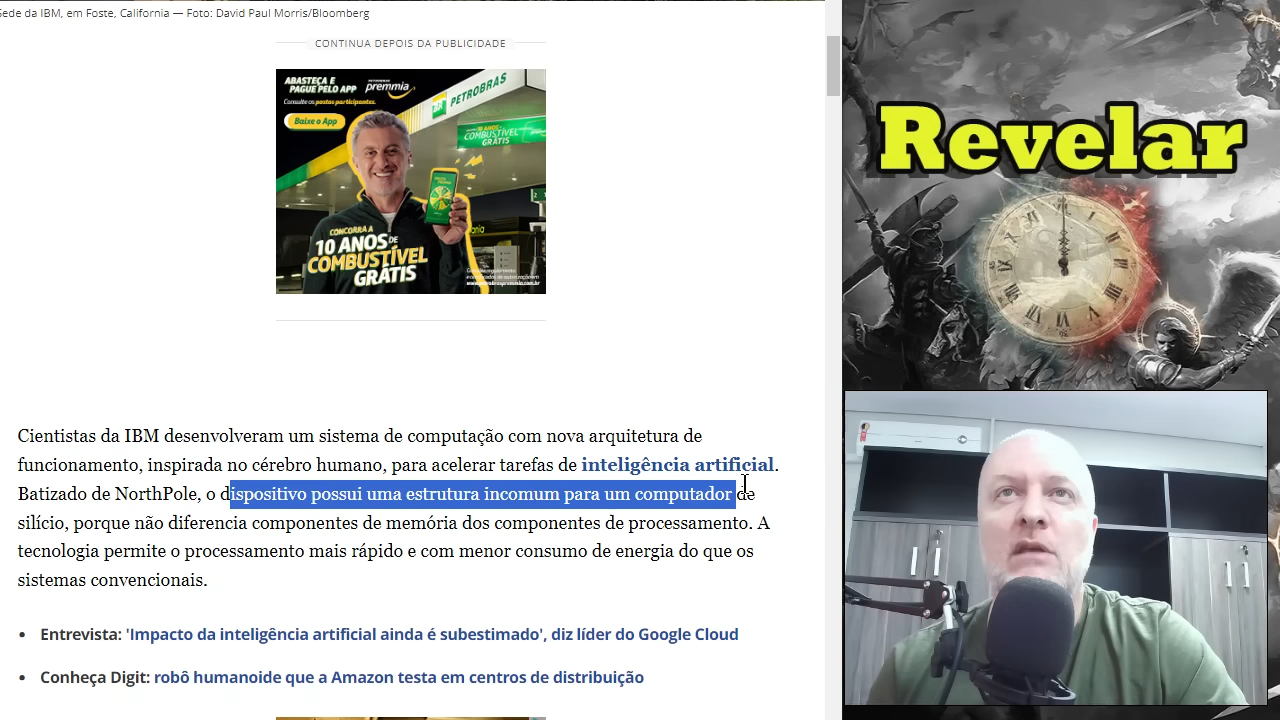 Sede da IBM, em Foste, California — Foto: David Paul Morris/Bloomberg
CONTINUA DEPOIS DA PUBLICIDADE
ABASTEÇA E
PAGUE PELO APP
premmia
Consulte os postos participantes.
Baixe o App
BR PETROBRAS
10 ANOS DE
COMBUSTÍVEL
GRÁTIS
CONCORRA A
10 ANOS DE
COMBUSTÍVEL
GRÁTIS
Revelar
Cientistas da IBM desenvolveram um sistema de computação com nova arquitetura de
funcionamento, inspirada no cérebro humano, para acelerar tarefas de inteligência artificial.
Batizado de NorthPole, o dispositivo possui uma estrutura incomum para um computador de
silício, porque não diferencia componentes de memória dos componentes de processamento. A
tecnologia permite o processamento mais rápido e com menor consumo de energia do que os
sistemas convencionais.
• Entrevista: 'Impacto da inteligência artificial ainda é subestimado', diz líder do Google Cloud
• Conheça Digit: robô humanoide que a Amazon testa em centros de distribuição